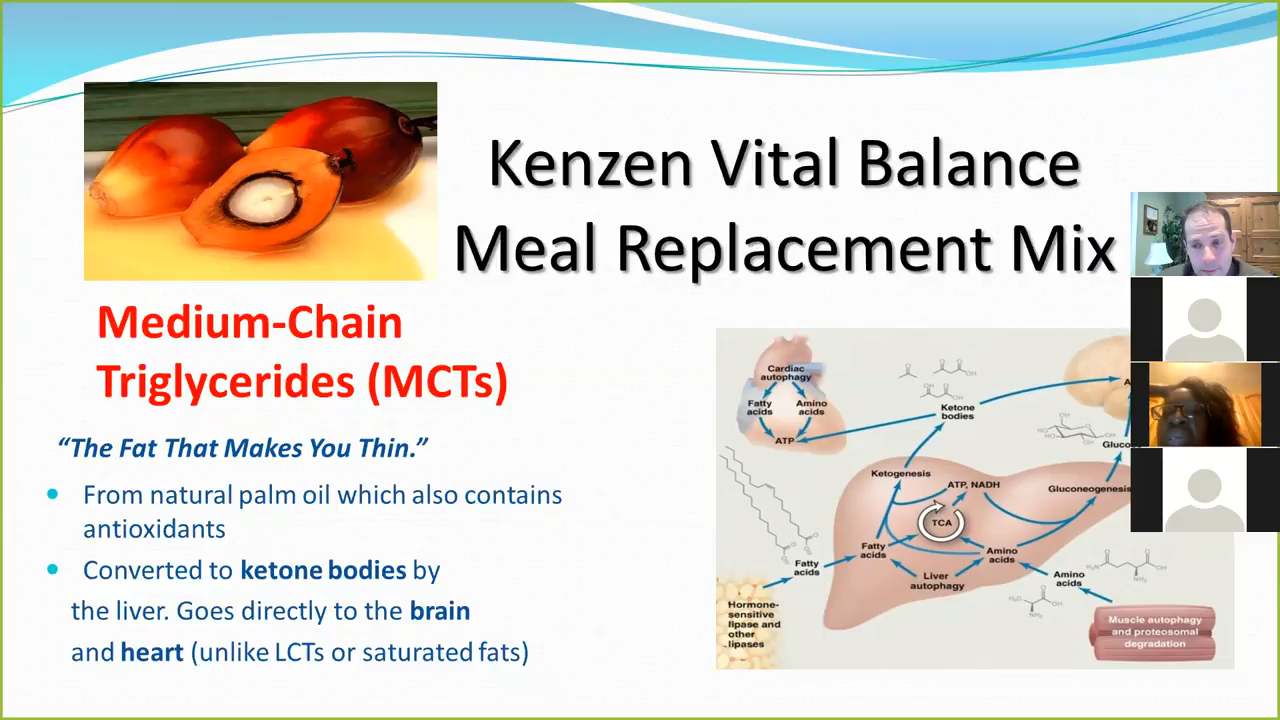 Kenzen Vital Balance
Meal Replacement Mix
Medium-Chain
Triglycerides (MCTs)
“The Fat That Makes You Thin.”
• From natural palm oil which also contains
antioxidants
• Converted to ketone bodies by
the liver. Goes directly to the brain
and heart (unlike LCTs or saturated fats)
Cardiac
autophagy
Fatty
acids
Amino
acids
ATP
Ketone
bodies
Ketogenesis
ATP, NADH
Gluconeogenesis
TCA
Fatty
acids
Amino
acids
Liver
autophagy
Fatty
acids
Amino
acids
Hormone-
sensitive
lipase and
other
lipases
Muscle autophagy
and proteosomal
degradation